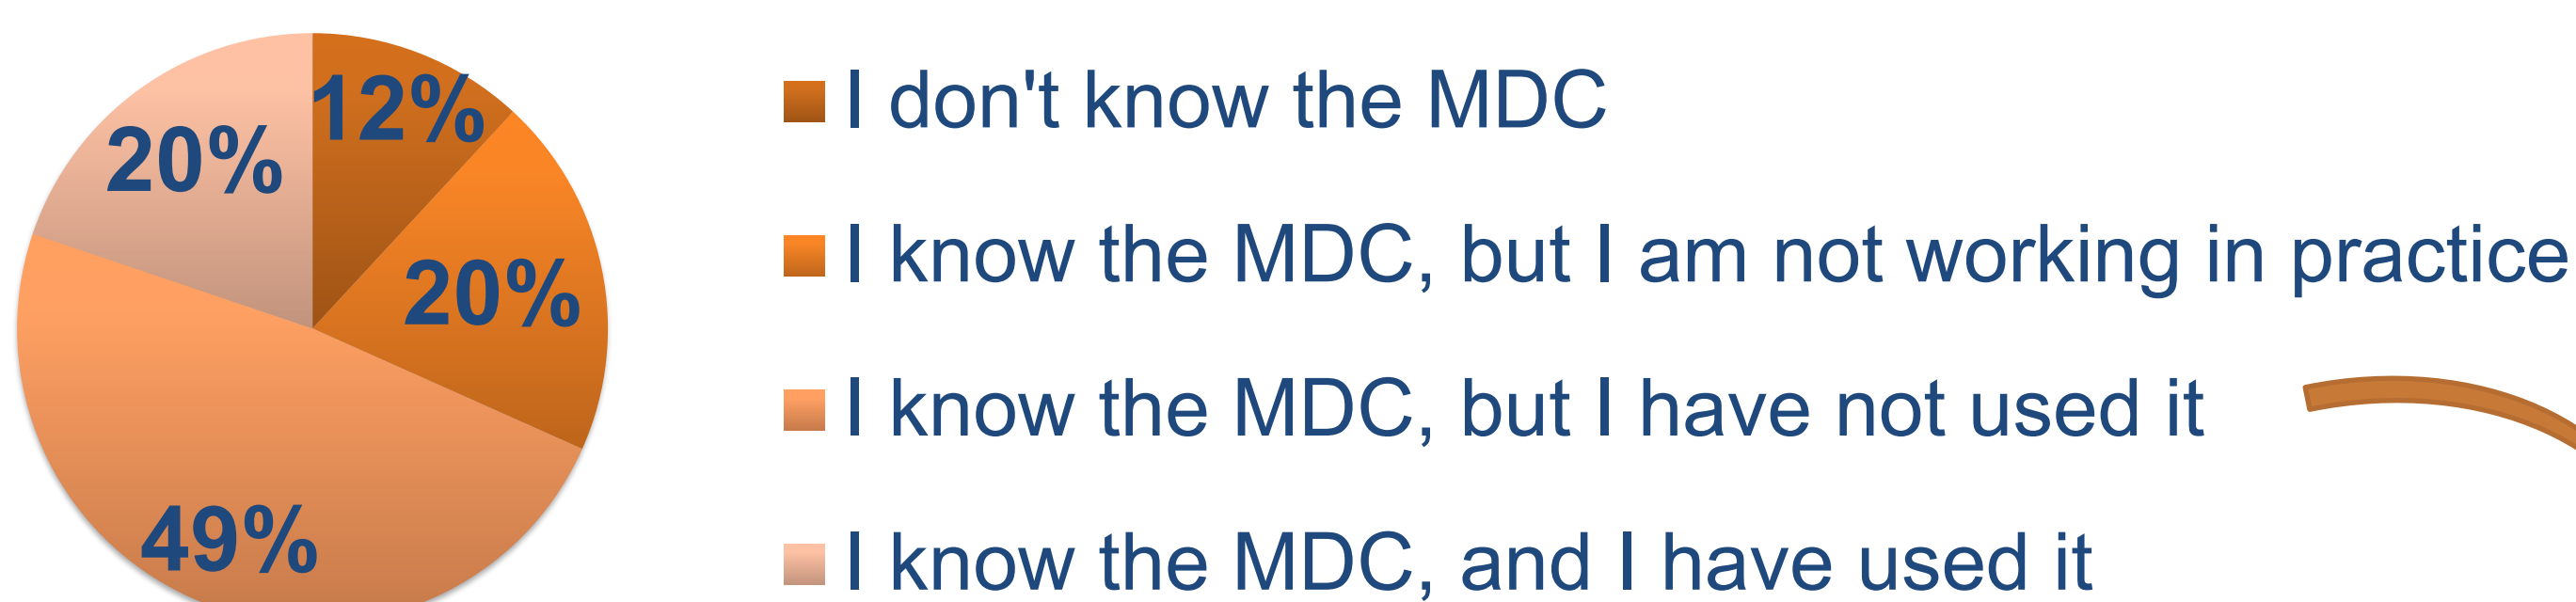 12%
20%
20%
49%
I don't know the MDC
I know the MDC, but I am not working in practice
I know the MDC, but I have not used it
I know the MDC, and I have used it